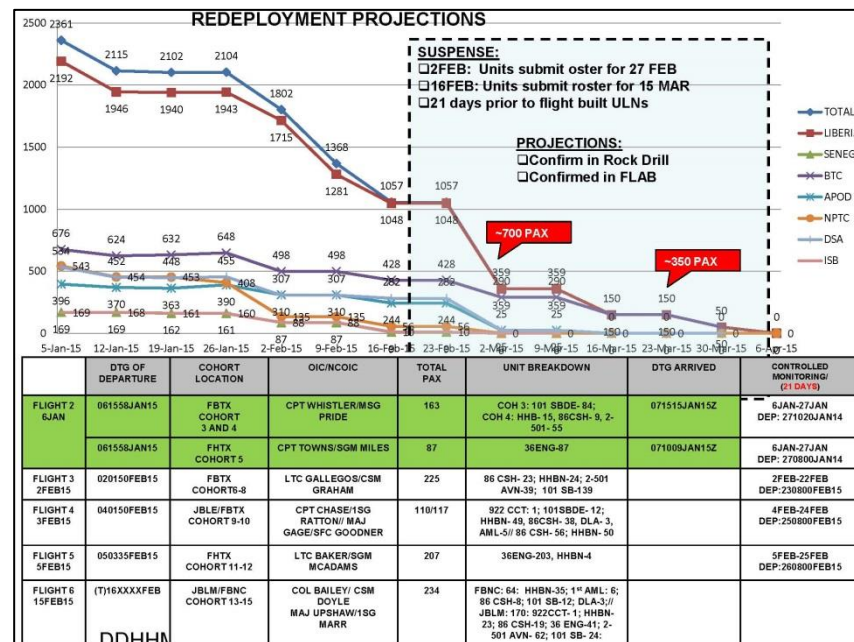 REDEPLOYMENT PROJECTIONS
2500
2000
1500
1000
500
0
2361
2115
2102
2104
1802
1368
1057
1057
2192
1946
1940
1943
1715
1281
1048
1048
359
359
150
150
50
0
676
624
632
648
498
498
428
428
359
359
543
452
454
448
453
455
408
307
307
282
282
396
169
370
168
363
161
390
160
310
135
310
135
244
56
244
56
25
25
88
88
169
169
162
161
87
87
SUSPENSE:
❑2FEB: Units submit oster for 27 FEB
❑16FEB: Units submit roster for 15 MAR
❑21 days prior to flight built ULNs
PROJECTIONS:
❑Confirm in Rock Drill
❑Confirmed in FLAB
~700 PAX
~350 PAX
TOTAL
LIBERI
SENEG
BTC
APOD
NPTC
DSA
ISB
5-Jan-15 12-Jan-15 19-Jan-15 26-Jan-15 2-Feb-15 9-Feb-15 16-Feb-15 23-Feb-15 2-Mar-15 9-Mar-15 16-Mar-15 23-Mar-15 30-Mar-15 6-Apr-15
DTG OF DEPARTURE
COHORT LOCATION
OIC/NCOIC
TOTAL PAX
UNIT BREAKDOWN
DTG ARRIVED
CONTROLLED MONITORING/ (21 DAYS)
FLIGHT 2
6JAN
061558JAN15
FBTX
COHORT
3 AND 4
CPT WHISTLER/MSG
PRIDE
163
COH 3: 101 SBDE- 84;
COH 4: HHB- 15, 86CSH- 9, 2-
501- 55
071515JAN15Z
6JAN-27JAN
DEP: 271020JAN14
061558JAN15
FHTX
COHORT 5
CPT TOWNS/SGM MILES
87
36ENG-87
071009JAN15Z
6JAN-27JAN
DEP: 270800JAN14
FLIGHT 3
2FEB15
020150FEB15
FBTX
COHORT6-8
LTC GALLEGOS/CSM
GRAHAM
225
86 CSH- 23; HHBN-24; 2-501
AVN-39; 101 SB-139
2FEB-22FEB
DEP:230800FEB15
FLIGHT 4
3FEB15
040150FEB15
JBLE/FBTX
COHORT 9-10
CPT CHASE/1SG
RATTON// MAJ
GAGE/SFC GOODNER
110/117
922 CCT: 1; 101SBDE- 12;
HHBN- 49, 86CSH- 38, DLA- 3,
AML-5// 86 CSH- 56; HHBN- 50
4FEB-24FEB
DEP:250800FEB15
FLIGHT 5
5FEB15
050335FEB15
FHTX
COHORT 11-12
LTC BAKER/SGM
MCADAMS
207
36ENG-203, HHBN-4
5FEB-25FEB
DEP:260800FEB15
FLIGHT 6
15FEB15
(T)16XXXXFEB
JBLM/FBNC
COHORT 13-15
COL BAILEY/ CSM
DOYLE
MAJ UPSHAW/1SG
MARR
234
FBNC: 64: HHBN-35; 1st AML: 6;
86 CSH-8; 101 SB-12; DLA-3;//
JBLM: 170: 922CCT- 1; HHBN-
23; 86 CSH-19; 36 ENG-41; 2-
501 AVN- 62; 101 SB- 24: